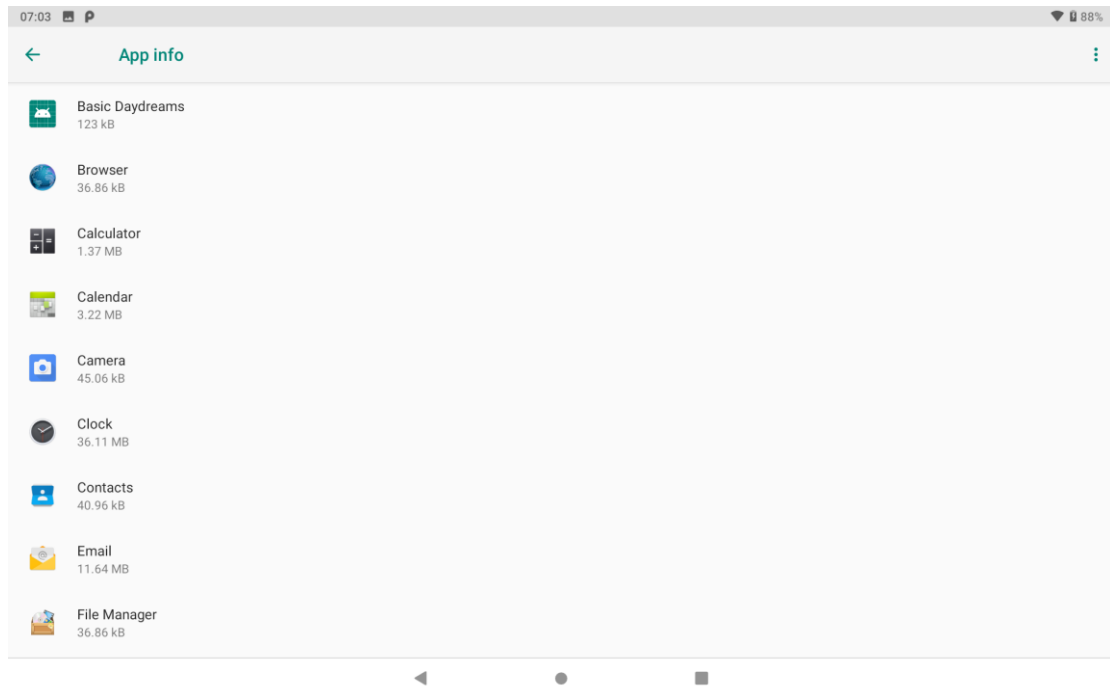 07:03 88%
App info
Basic Daydreams
123 kB
Browser
36.86 kB
Calculator
1.37 MB
Calendar
3.22 MB
Camera
45.06 kB
Clock
36.11 MB
Contacts
40.96 kB
Email
11.64 MB
File Manager
36.86 kB